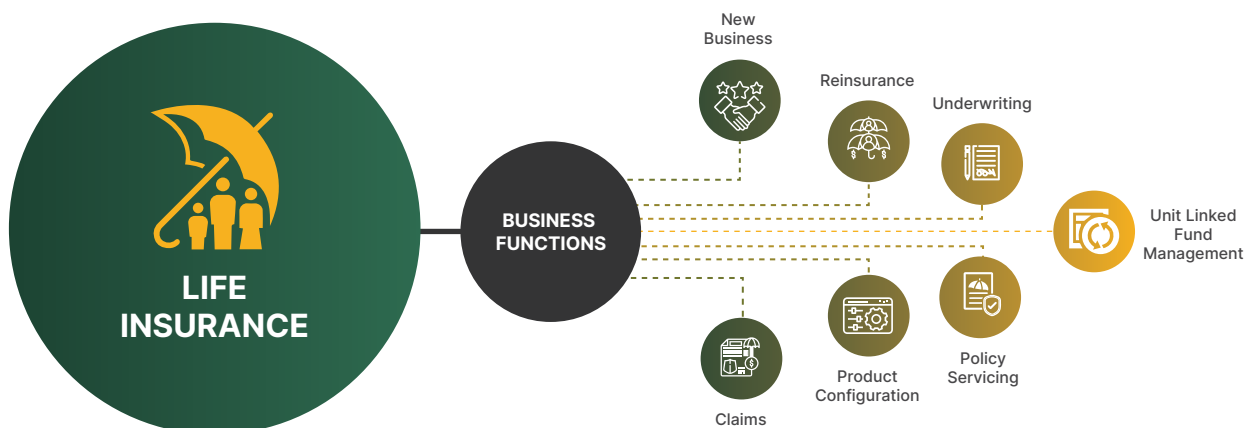 LIFE
INSURANCE
BUSINESS
FUNCTIONS
New
Business
Reinsurance
Underwriting
Unit Linked
Fund
Management
Claims
Product
Configuration
Policy
Servicing